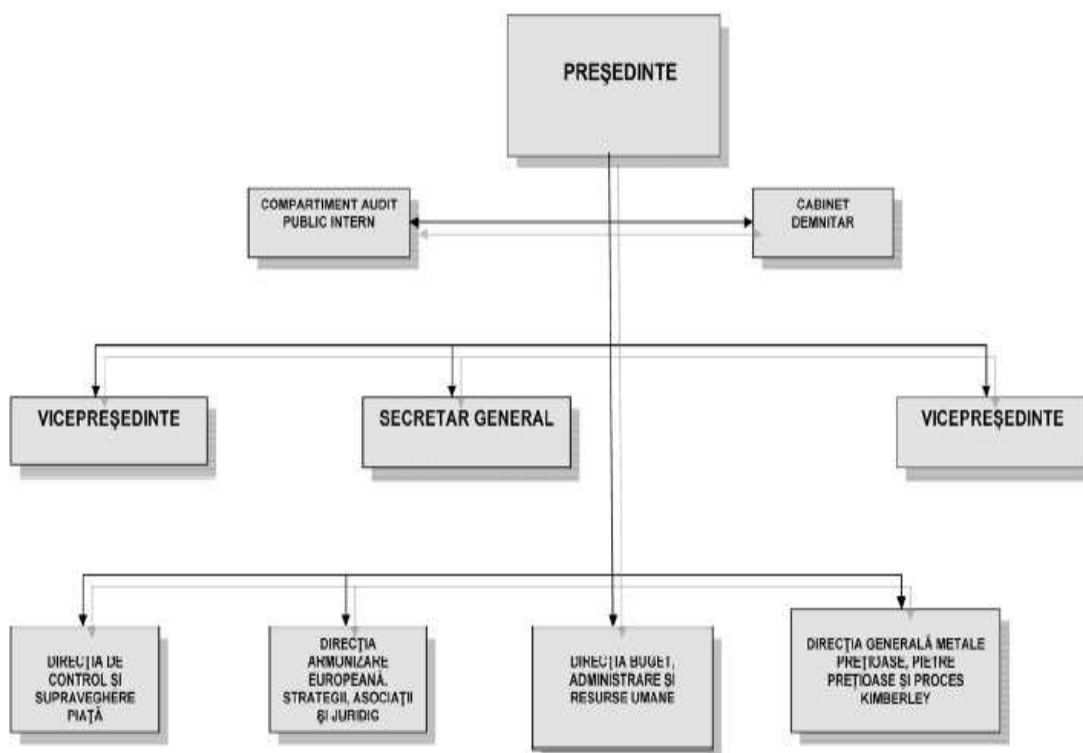 PREŞEDINTE
COMPARTIMENT AUDIT
PUBLIC INTERN
CABINET
DEMNITAR
VICEPREŞEDINTE
SECRETAR GENERAL
VICEPREŞEDINTE
DIRECŢIA DE
CONTROL ŞI
SUPRAVEGHERE
PIAŢĂ
DIRECŢIA
ARMONIZARE
EUROPEANĂ,
STRATEGII, ASOCIAŢII
ŞI JURIDIG
DIRECŢIA BUGET,
ADMINISTRARE ŞI
RESURSE UMANE
DIRECŢIA GENERALĂ METALE
PREŢIOASE, PIETRE
PREŢIOASE ŞI PROCES
KIMBERLEY